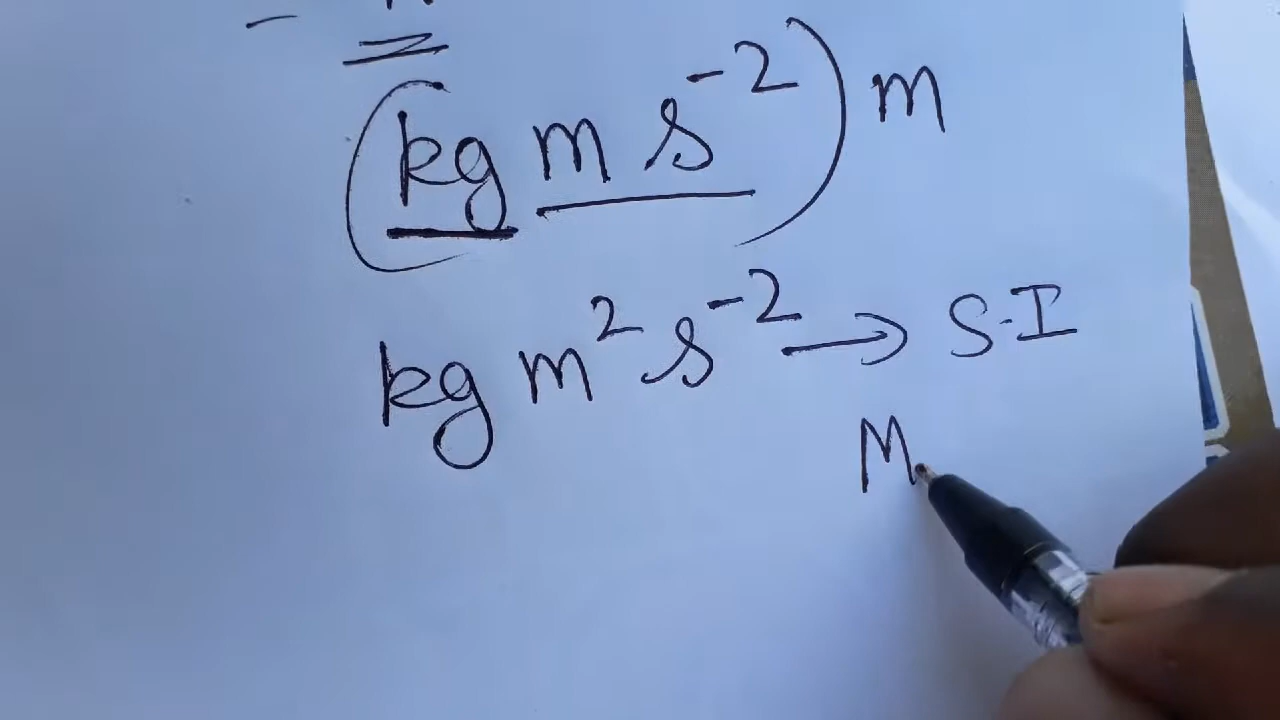 (kg m s⁻²) m
kg m² s⁻² → S.I
M